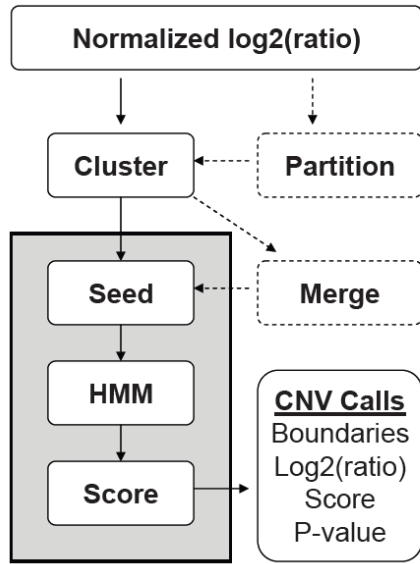 Normalized log2(ratio)
Cluster
Partition
Seed
Merge
HMM
Score
CNV Calls
Boundaries
Log2(ratio)
Score
P-value